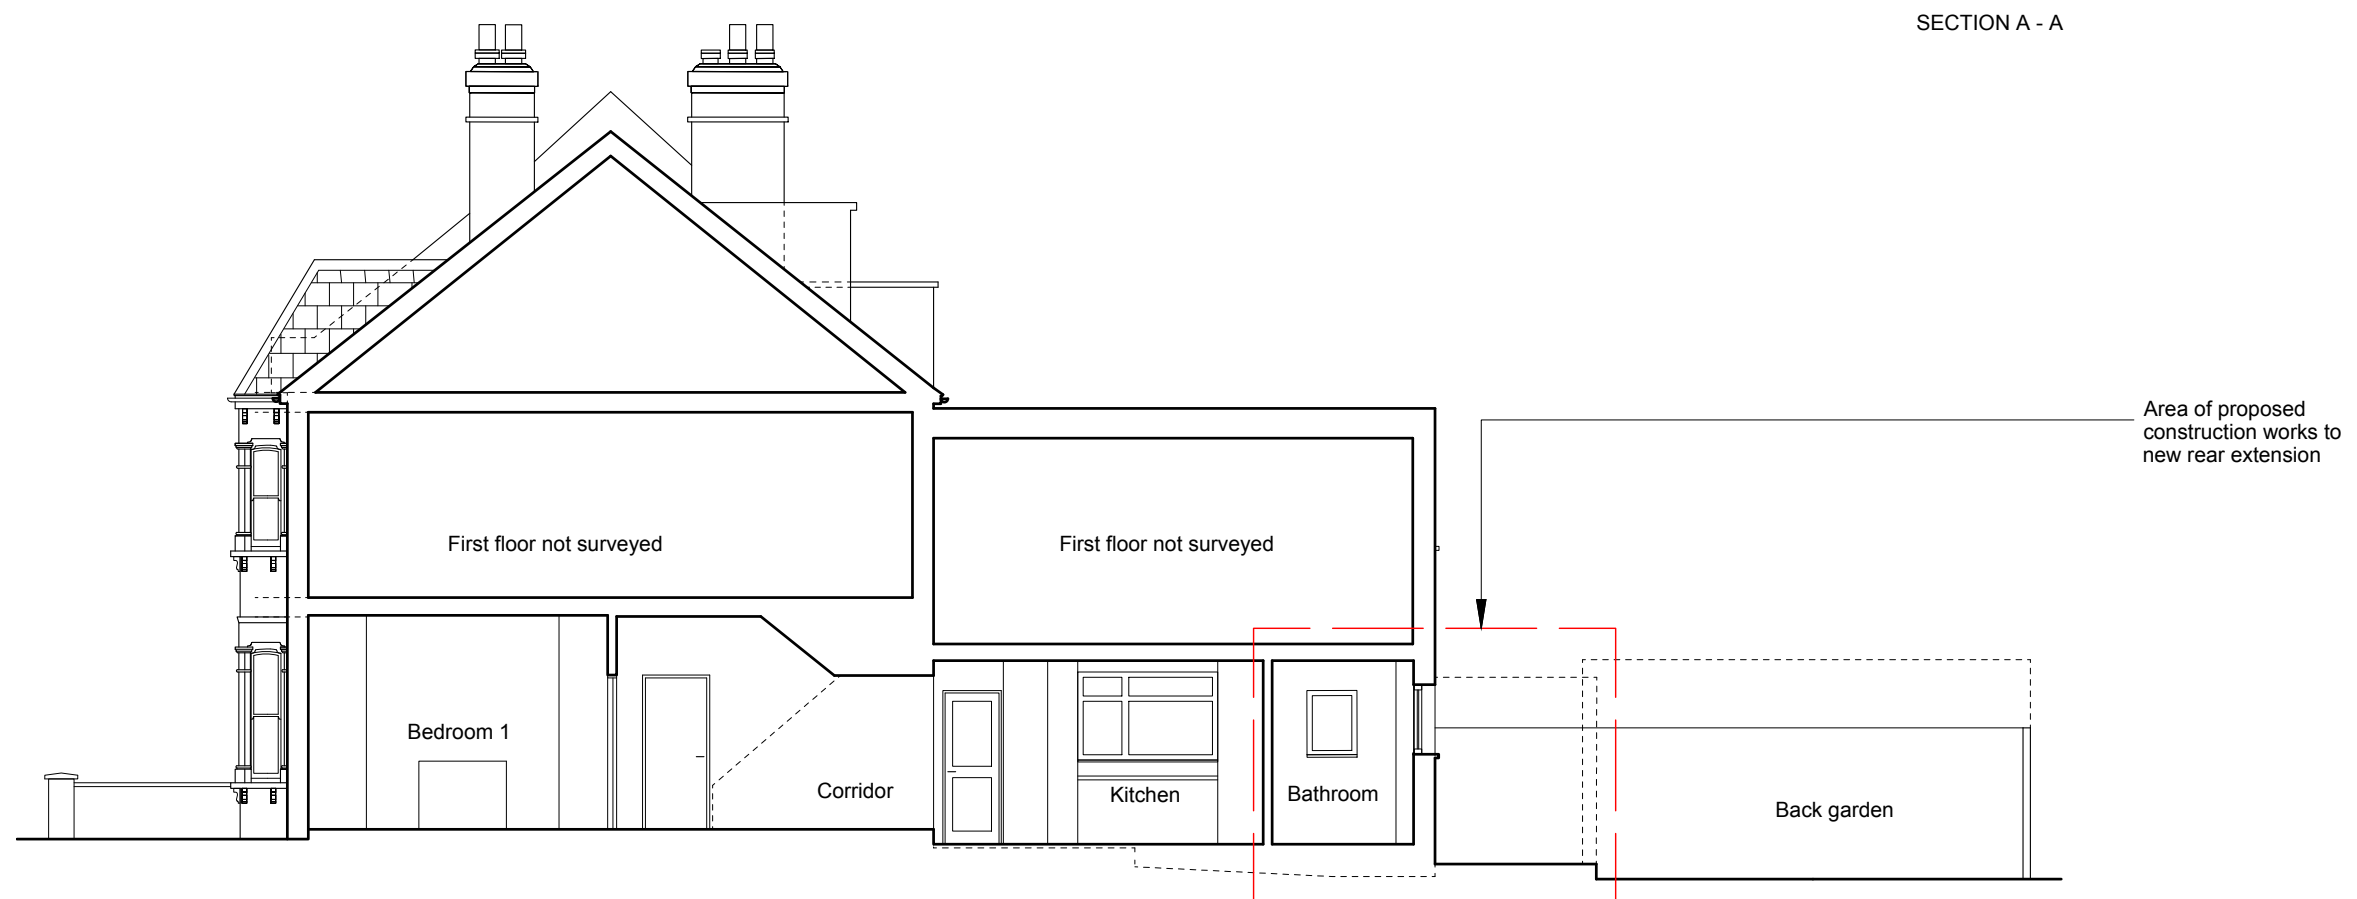 SECTION A - A
Area of proposed
construction works to
new rear extension
First floor not surveyed
First floor not surveyed
Bedroom 1
Corridor
Kitchen
Bathroom
Back garden